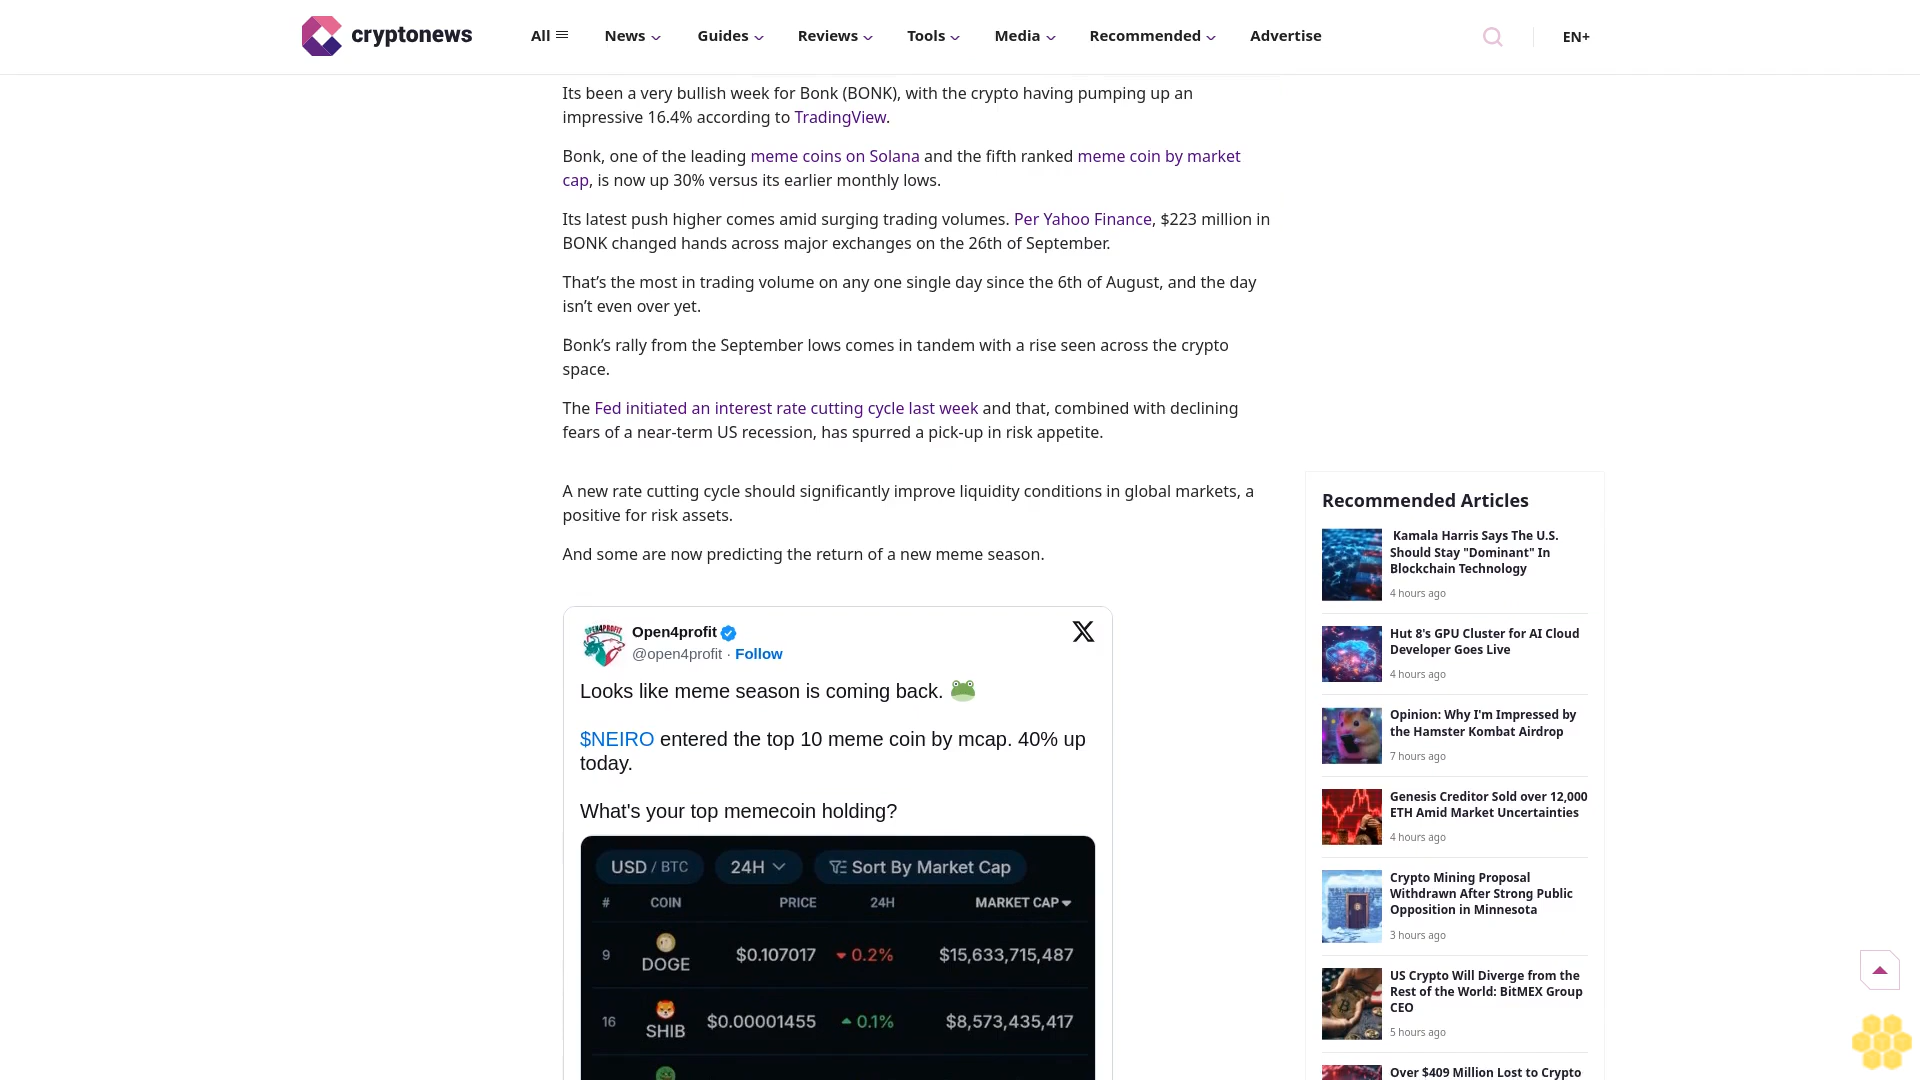 cryptonews
All
News
Guides
Reviews
Tools
Media
Recommended
Advertise
EN+
Its been a very bullish week for Bonk (BONK), with the crypto having pumping up an
impressive 16.4% according to TradingView.
Bonk, one of the leading meme coins on Solana and the fifth ranked meme coin by market
cap, is now up 30% versus its earlier monthly lows.
Its latest push higher comes amid surging trading volumes. Per Yahoo Finance, $223 million in
BONK changed hands across major exchanges on the 26th of September.
That’s the most in trading volume on any one single day since the 6th of August, and the day
isn’t even over yet.
Bonk’s rally from the September lows comes in tandem with a rise seen across the crypto
space.
The Fed initiated an interest rate cutting cycle last week and that, combined with declining
fears of a near-term US recession, has spurred a pick-up in risk appetite.
A new rate cutting cycle should significantly improve liquidity conditions in global markets, a
positive for risk assets.
And some are now predicting the return of a new meme season.
OPEN4PROFIT
Open4profit
@open4profit · Follow
Looks like meme season is coming back.
$NEIRO entered the top 10 meme coin by mcap. 40% up
today.
What's your top memecoin holding?
USD / BTC
24H
Sort By Market Cap
# COIN PRICE 24H MARKET CAP
9 DOGE $0.107017 0.2% $15,633,715,487
16 SHIB $0.00001455 0.1% $8,573,435,417
Recommended Articles
Kamala Harris Says The U.S.
Should Stay "Dominant" In
Blockchain Technology
4 hours ago
Hut 8's GPU Cluster for AI Cloud
Developer Goes Live
4 hours ago
Opinion: Why I'm Impressed by
the Hamster Kombat Airdrop
7 hours ago
Genesis Creditor Sold over 12,000
ETH Amid Market Uncertainties
4 hours ago
Crypto Mining Proposal
Withdrawn After Strong Public
Opposition in Minnesota
3 hours ago
US Crypto Will Diverge from the
Rest of the World: BitMEX Group
CEO
5 hours ago
Over $409 Million Lost to Crypto